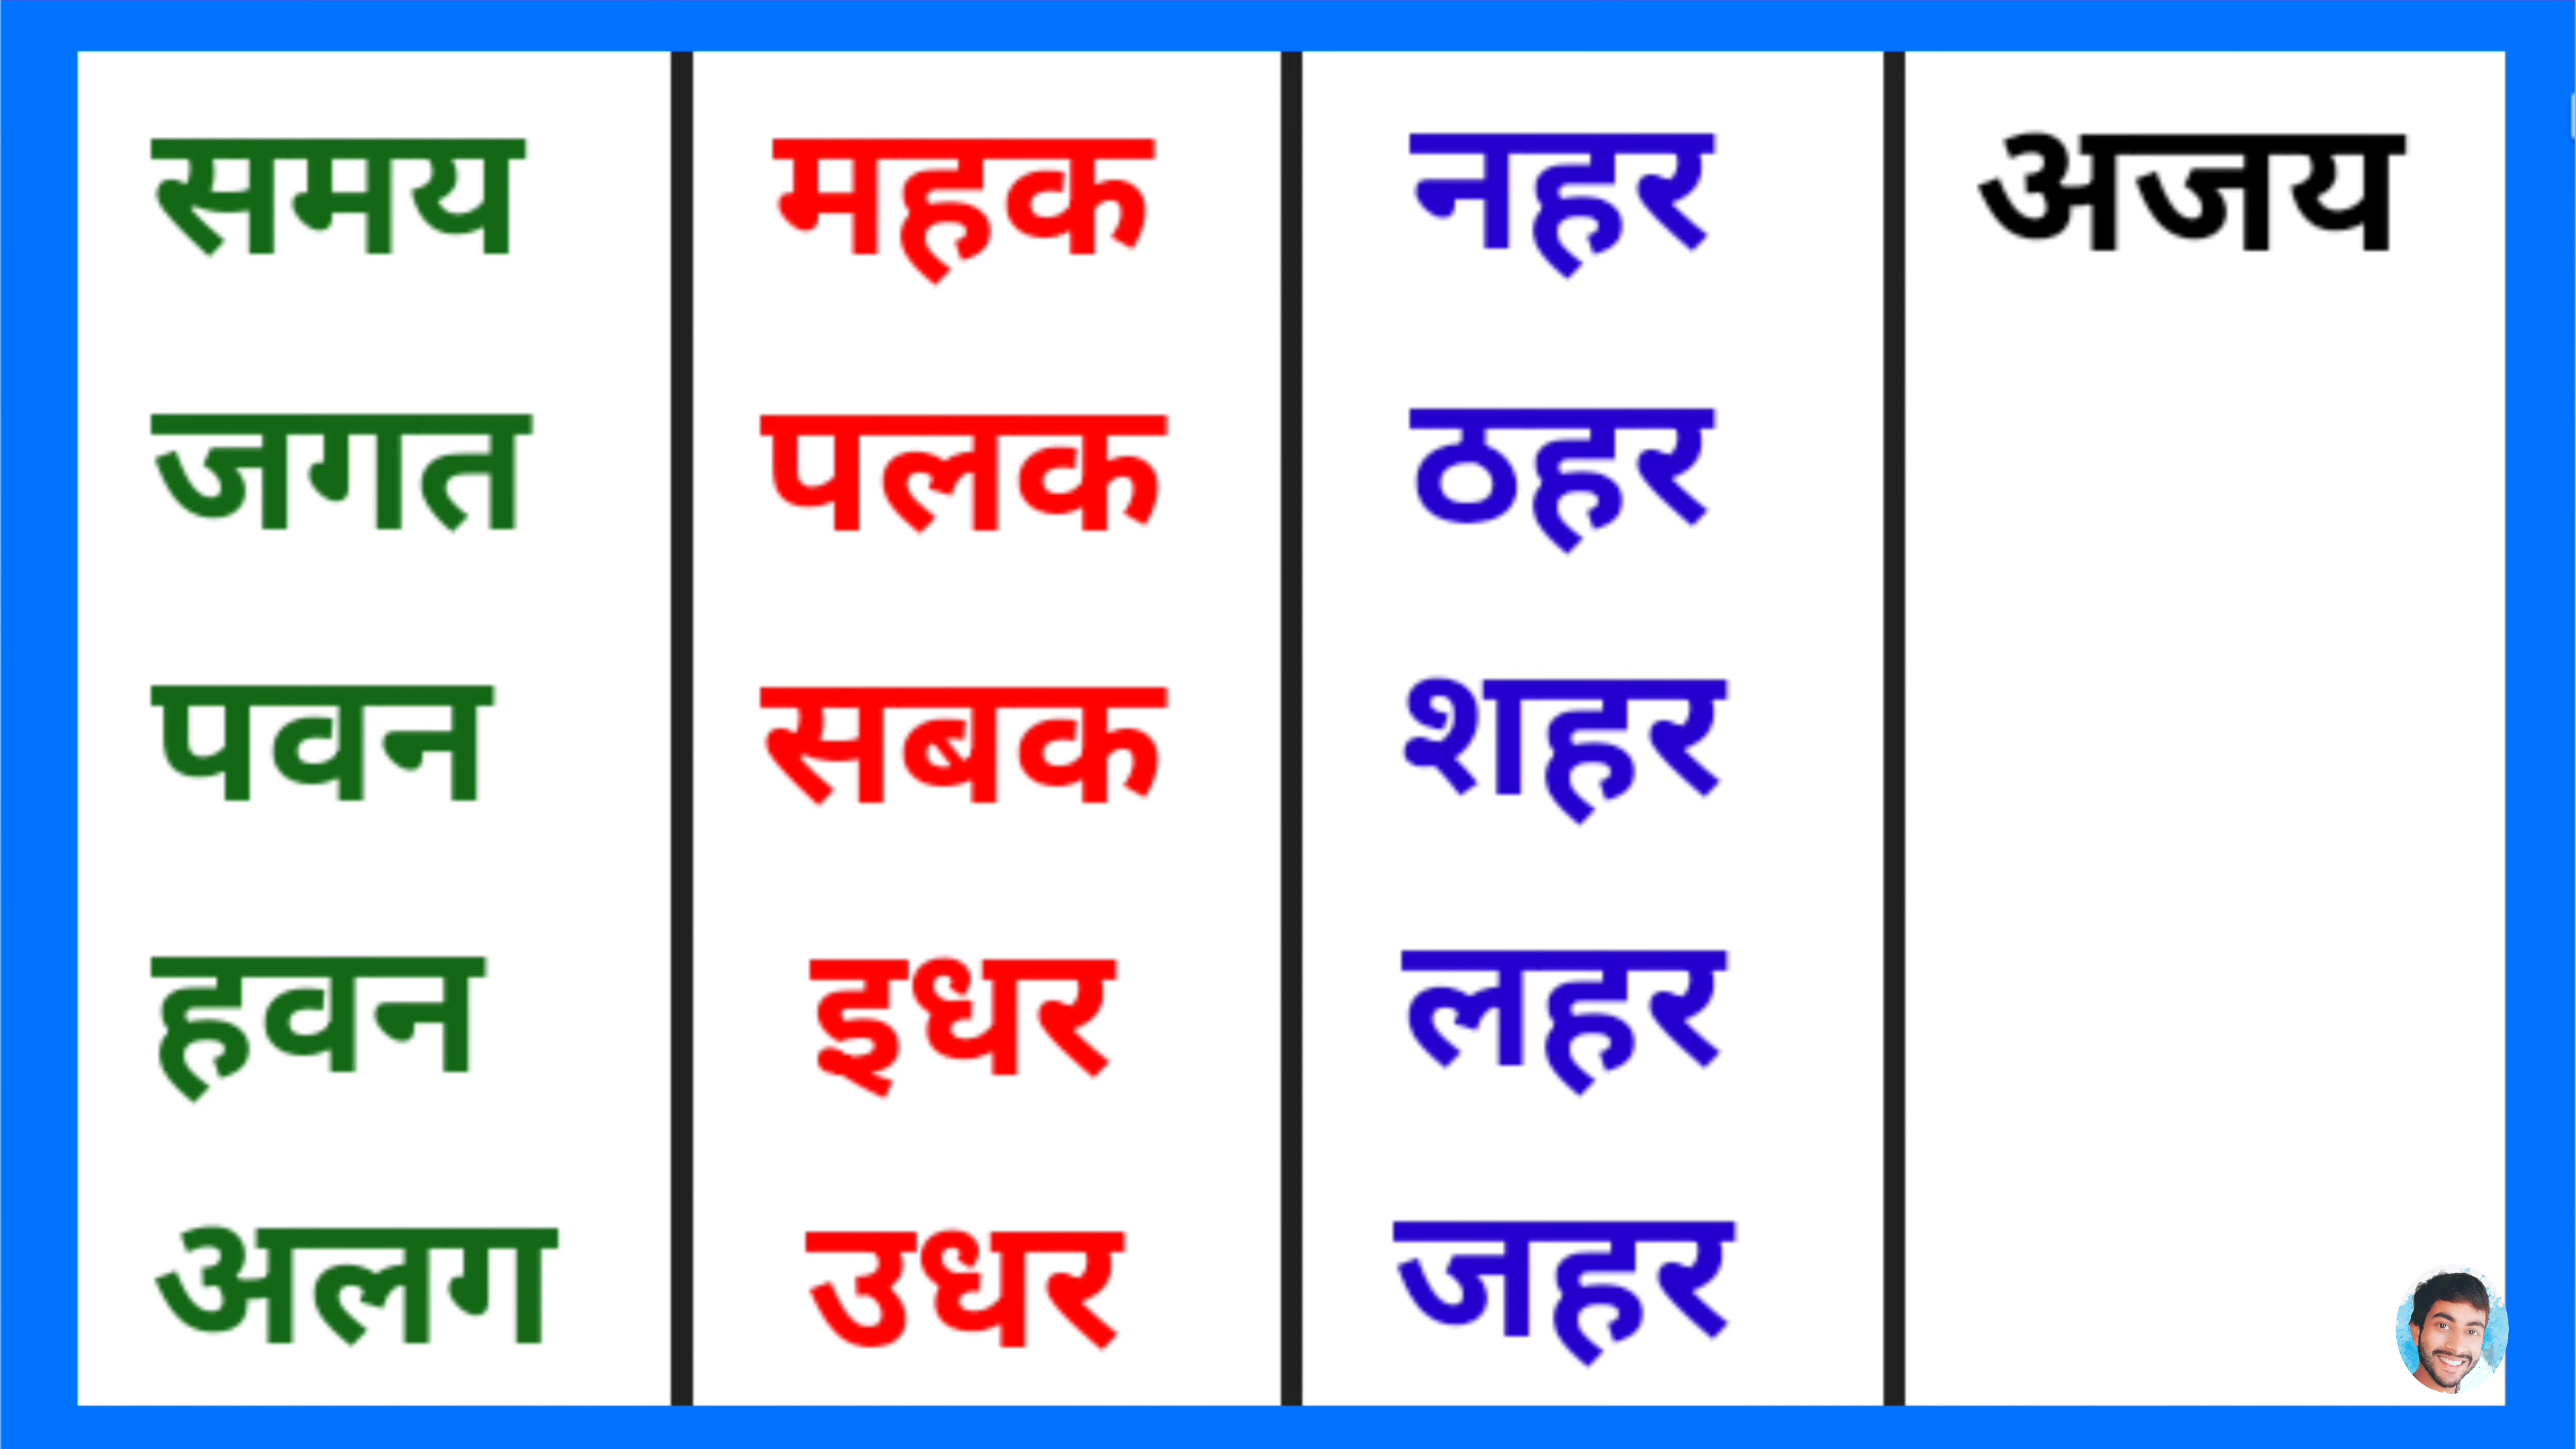 समय महक नहर अजय
जगत पलक ठहर
पवन सबक शहर
हवन इधर लहर
अलग उधर जहर